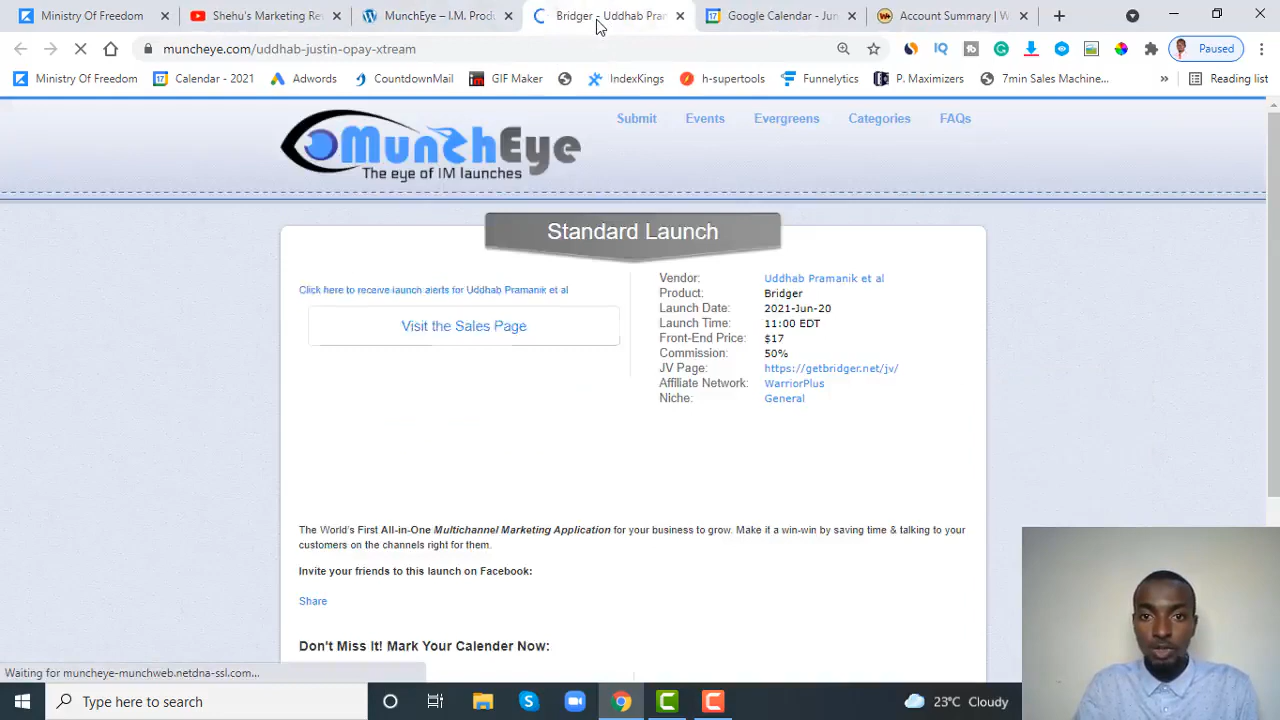 Ministry Of Freedom
Shehu's Marketing Re
MunchEye – I.M. Produ
Bridger - Uddhab Pran
Google Calendar - Jun
Account Summary | W
muncheye.com/uddhab-justin-opay-xtream
Paused
Ministry Of Freedom
Calendar - 2021
Adwords
CountdownMail
GIF Maker
IndexKings
h-supertools
Funnelytics
P. Maximizers
7min Sales Machine...
»
Reading list
MunchEye
The eye of IM launches
Submit
Events
Evergreens
Categories
FAQs
Standard Launch
Click here to receive launch alerts for Uddhab Pramanik et al
Visit the Sales Page
Vendor: Uddhab Pramanik et al
Product: Bridger
Launch Date: 2021-Jun-20
Launch Time: 11:00 EDT
Front-End Price: $17
Commission: 50%
JV Page: https://getbridger.net/jv/
Affiliate Network: WarriorPlus
Niche: General
The World's First All-in-One Multichannel Marketing Application for your business to grow. Make it a win-win by saving time & talking to your
customers on the channels right for them.
Invite your friends to this launch on Facebook:
Share
Don't Miss It! Mark Your Calender Now:
Waiting for muncheye-munchweb.netdna-ssl.com...
Type here to search
23°C Cloudy